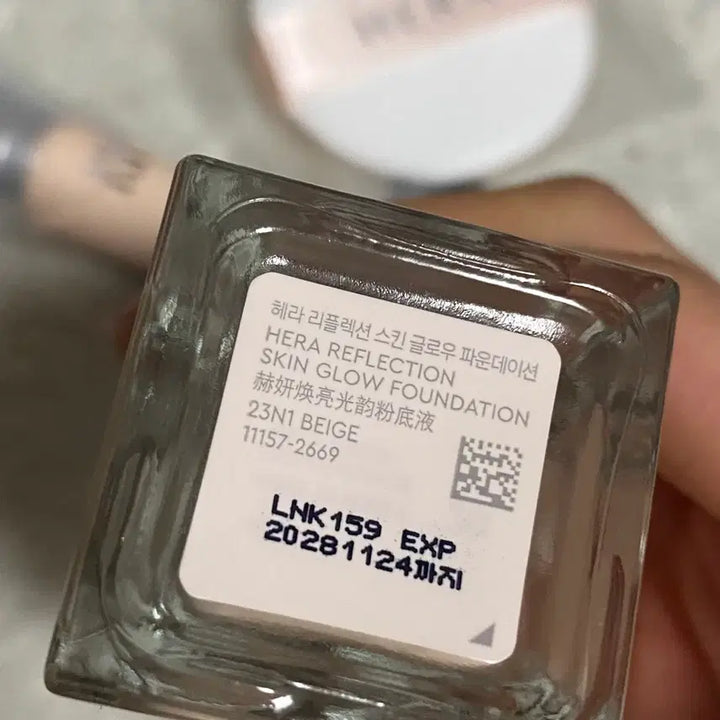 헤라 리플렉션 스킨 글로우 파운데이션
HERA REFLECTION
SKIN GLOW FOUNDATION
赫妍焕亮光韵粉底液
23N1 BEIGE
11157-2669
LNK159 EXP
20281124까지